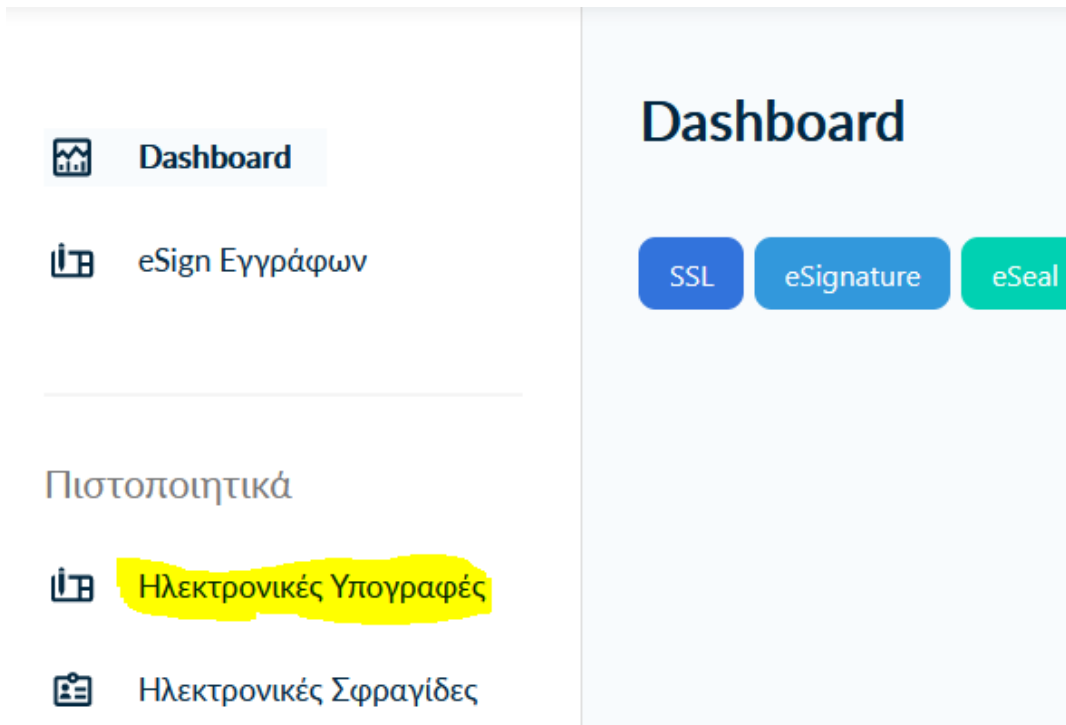 Dashboard
eSign Εγγράφων
Πιστοποιητικά
Ηλεκτρονικές Υπογραφές
Ηλεκτρονικές Σφραγίδες
Dashboard
SSL eSignature eSeal